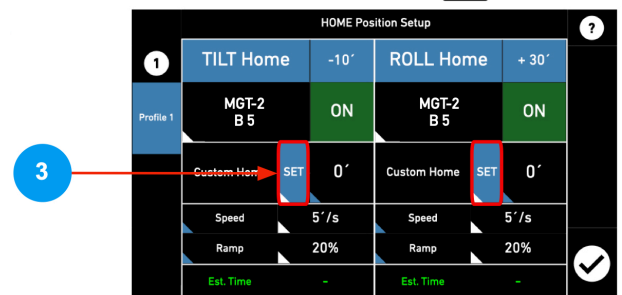 HOME Position Setup
?
1
TILT Home -10´ ROLL Home + 30´
Profile 1
MGT-2
B 5
ON
MGT-2
B 5
ON
3
Custom Home SET 0´ Custom Home SET 0´
Speed 5´/s Speed 5´/s
Ramp 20% Ramp 20%
Est. Time - Est. Time -